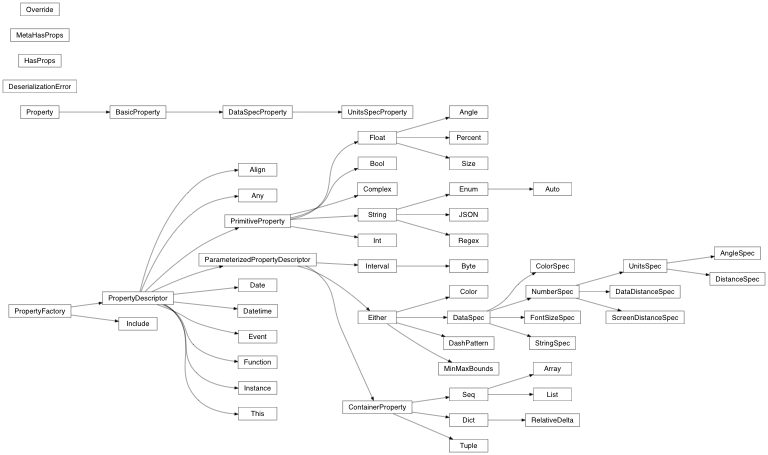 Override
MetaHasProps
HasProps
DeserializationError
Property
BasicProperty
DataSpecProperty
UnitsSpecProperty
Angle
Float
Percent
Size
Bool
Align
Any
Complex
Enum
Auto
PrimitiveProperty
String
JSON
Int
Regex
ParameterizedPropertyDescriptor
Interval
Byte
ColorSpec
UnitsSpec
AngleSpec
DistanceSpec
Date
Color
NumberSpec
DataDistanceSpec
PropertyFactory
PropertyDescriptor
Datetime
Include
Either
DataSpec
FontSizeSpec
ScreenDistanceSpec
Event
DashPattern
StringSpec
Function
MinMaxBounds
Array
Instance
Seq
List
This
ContainerProperty
Dict
RelativeDelta
Tuple